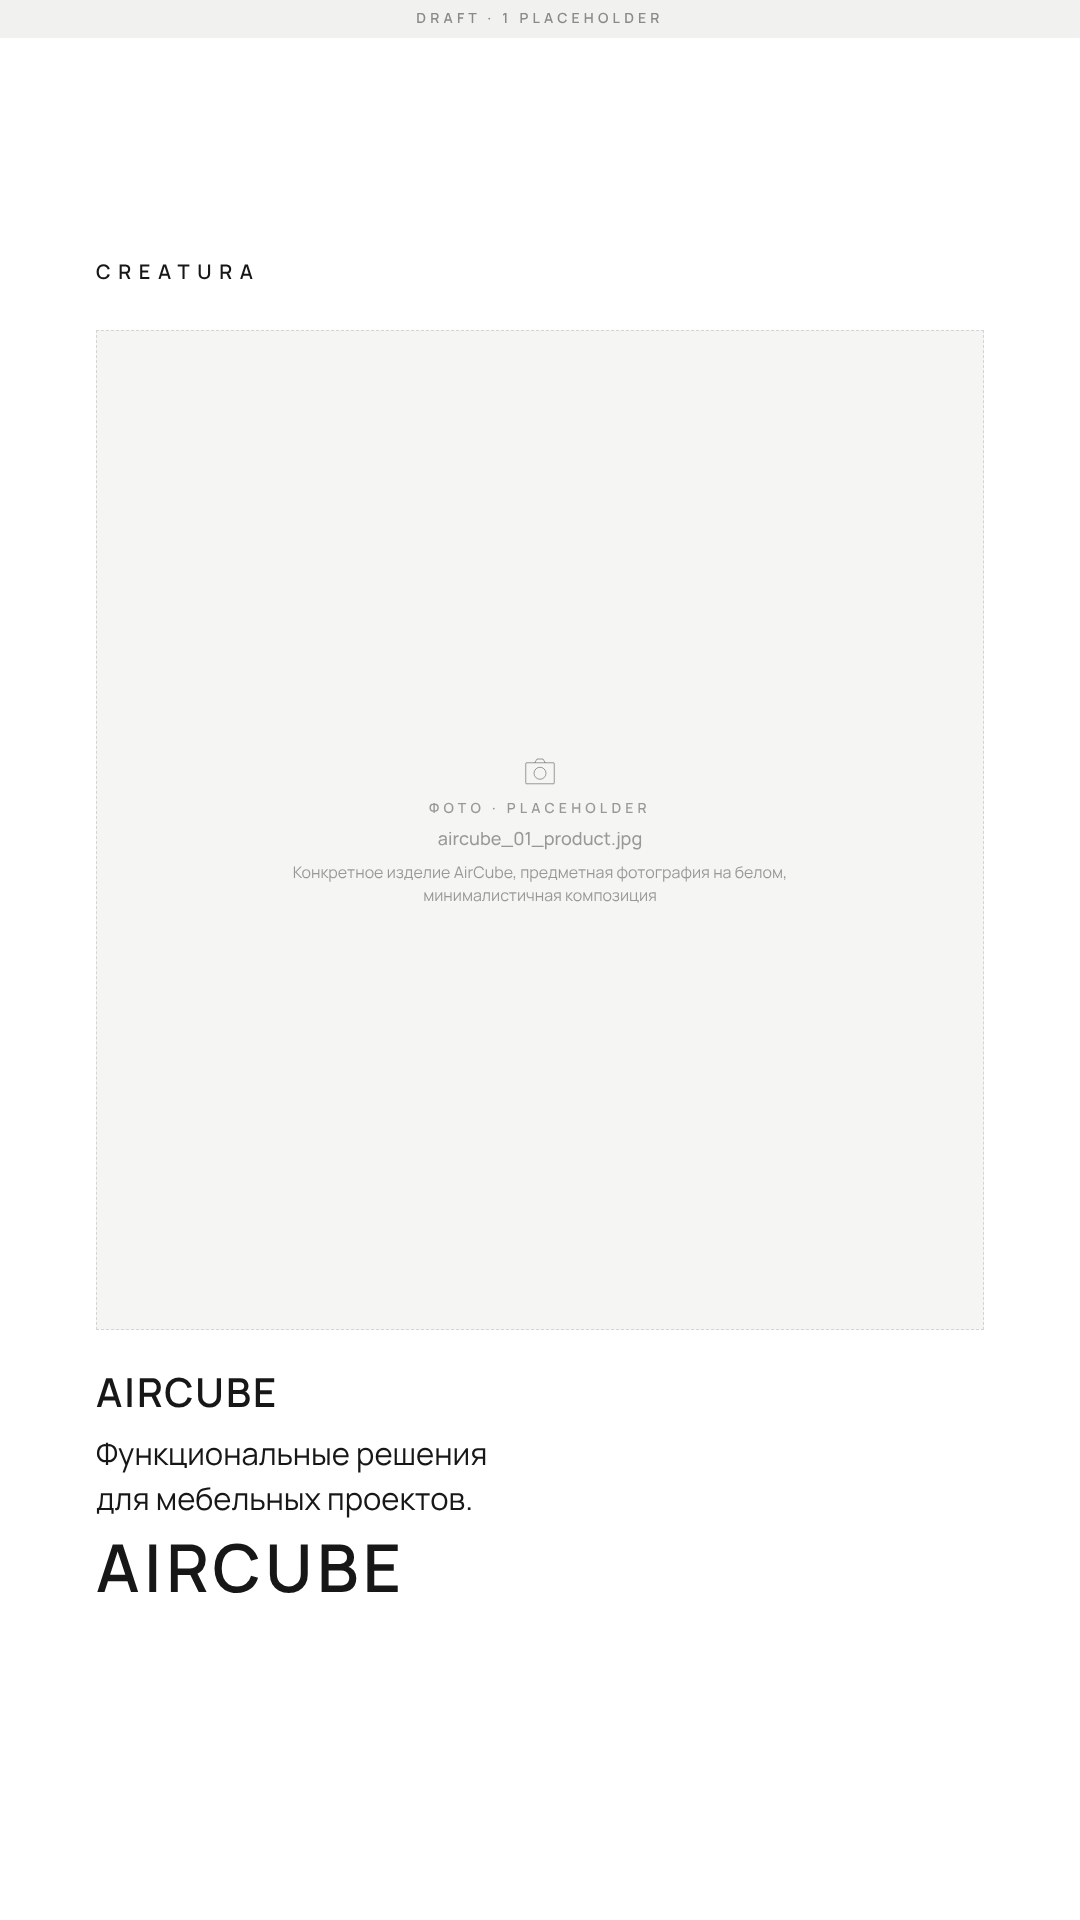 DRAFT · 1 PLACEHOLDER
CREATURA
ФОТО · PLACEHOLDER
aircube_01_product.jpg
Конкретное изделие AirCube, предметная фотография на белом,
минималистичная композиция
AIRCUBE
Функциональные решения
для мебельных проектов.
AIRCUBE